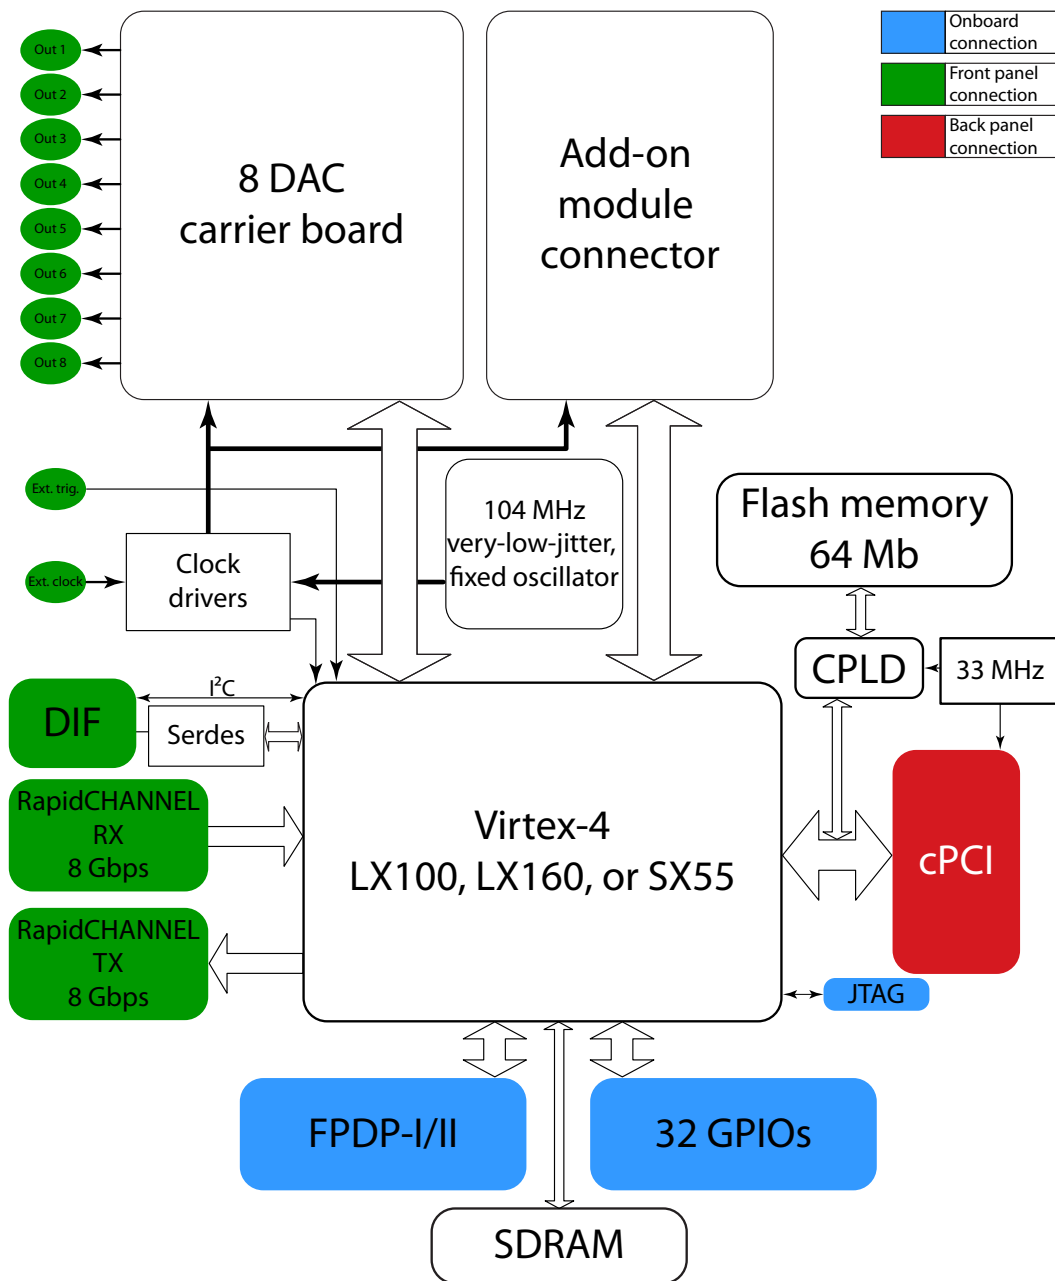 Out 1
Out 2
Out 3
Out 4
Out 5
Out 6
Out 7
Out 8
8 DAC
carrier board
Add-on
module
connector
Onboard
connection
Front panel
connection
Back panel
connection
Ext. trig.
Ext. clock
Clock
drivers
104 MHz
very-low-jitter,
fixed oscillator
Flash memory
64 Mb
CPLD
33 MHz
I²C
DIF
Serdes
RapidCHANNEL
RX
8 Gbps
RapidCHANNEL
TX
8 Gbps
Virtex-4
LX100, LX160, or SX55
cPCI
JTAG
FPDP-I/II
32 GPIOs
SDRAM